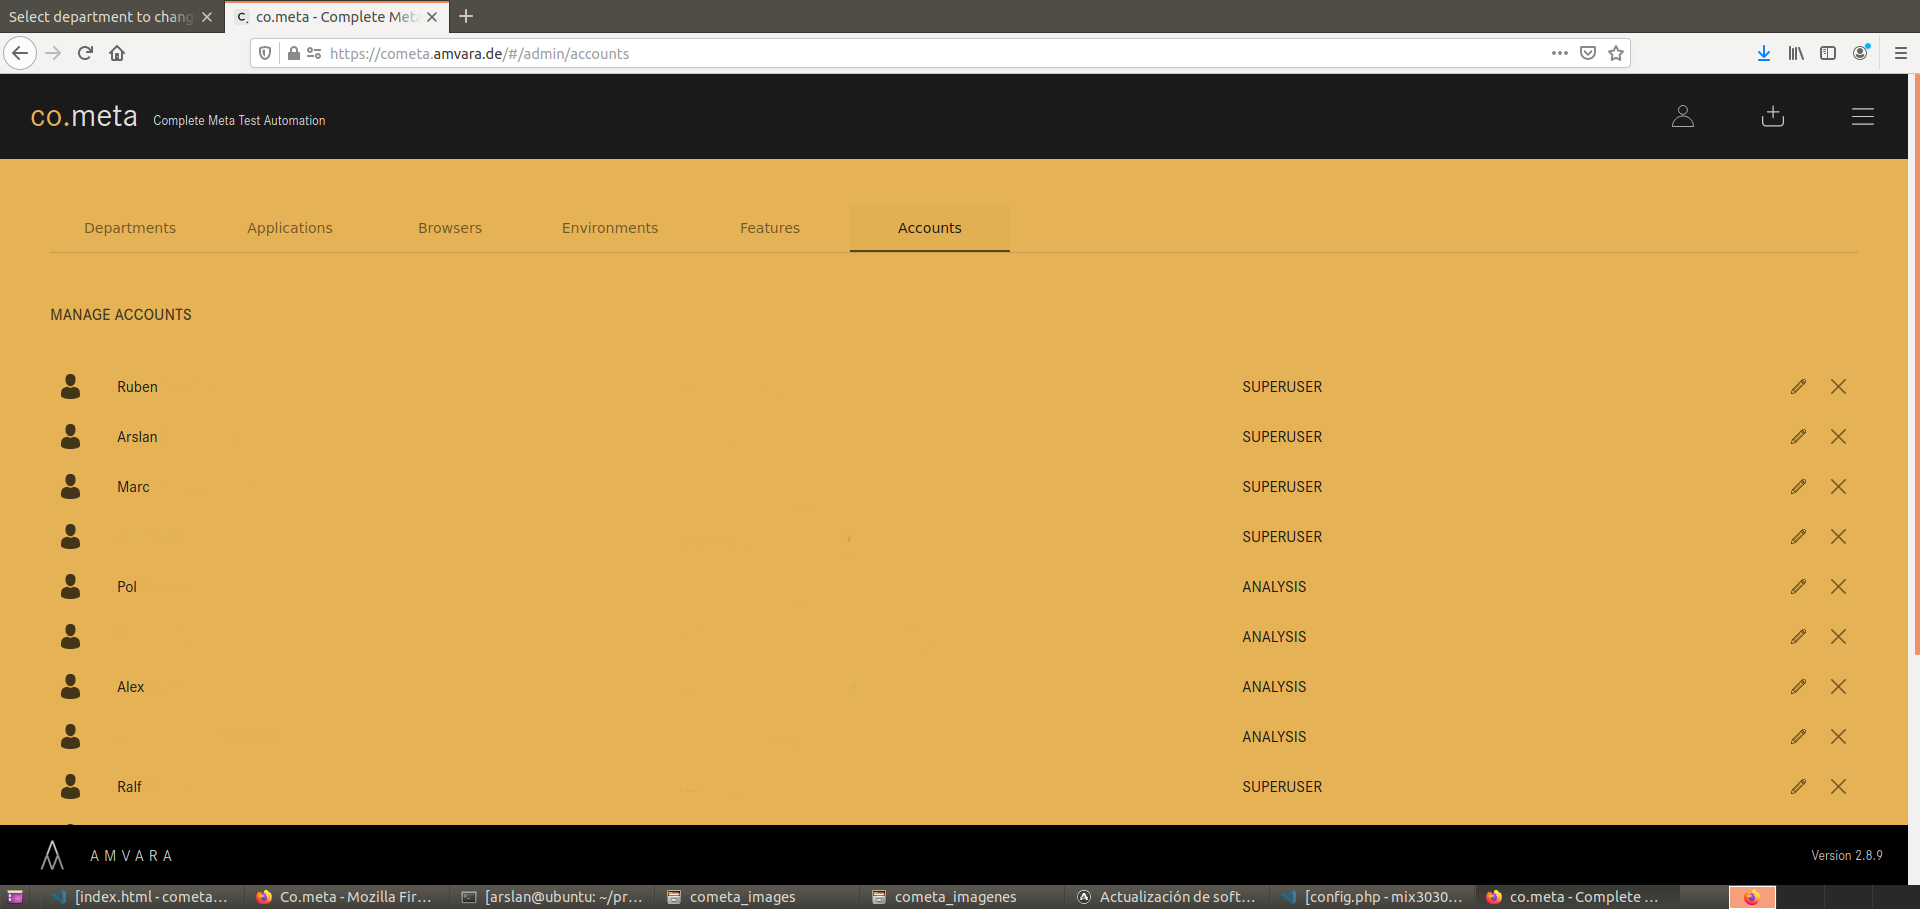 Select department to chang
co.meta - Complete Meta
https://cometa.amvara.de/#/admin/accounts
co.meta Complete Meta Test Automation
Departments Applications Browsers Environments Features Accounts
MANAGE ACCOUNTS
Ruben SUPERUSER
Arslan SUPERUSER
Marc SUPERUSER
SUPERUSER
Pol ANALYSIS
ANALYSIS
Alex ANALYSIS
ANALYSIS
Ralf SUPERUSER
AMVARA Version 2.8.9
[index.html - cometa... Co.meta - Mozilla Fir... [arslan@ubuntu: ~/pr... cometa_images cometa_imagenes Actualización de soft... [config.php - mix3030... co.meta - Complete ...